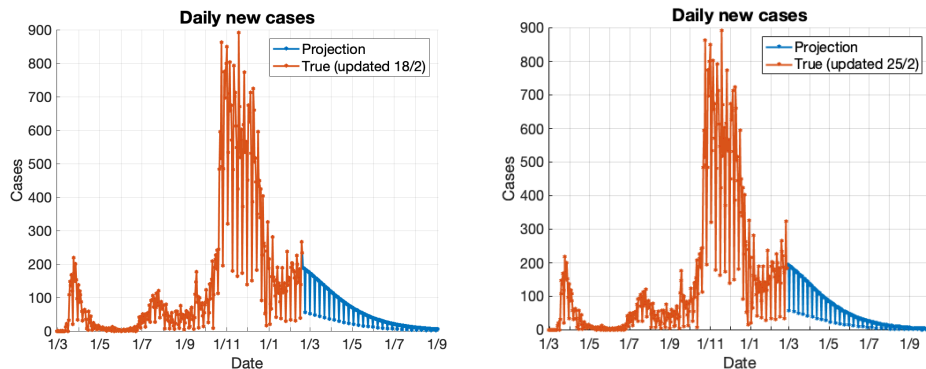 Daily new cases
Projection
True (updated 18/2)
900
800
700
600
500
400
300
200
100
0
Cases
1/3 1/5 1/7 1/9 1/11 1/1 1/3 1/5 1/7 1/9
Date
Daily new cases
Projection
True (updated 25/2)
900
800
700
600
500
400
300
200
100
0
Cases
1/3 1/5 1/7 1/9 1/11 1/1 1/3 1/5 1/7 1/9
Date